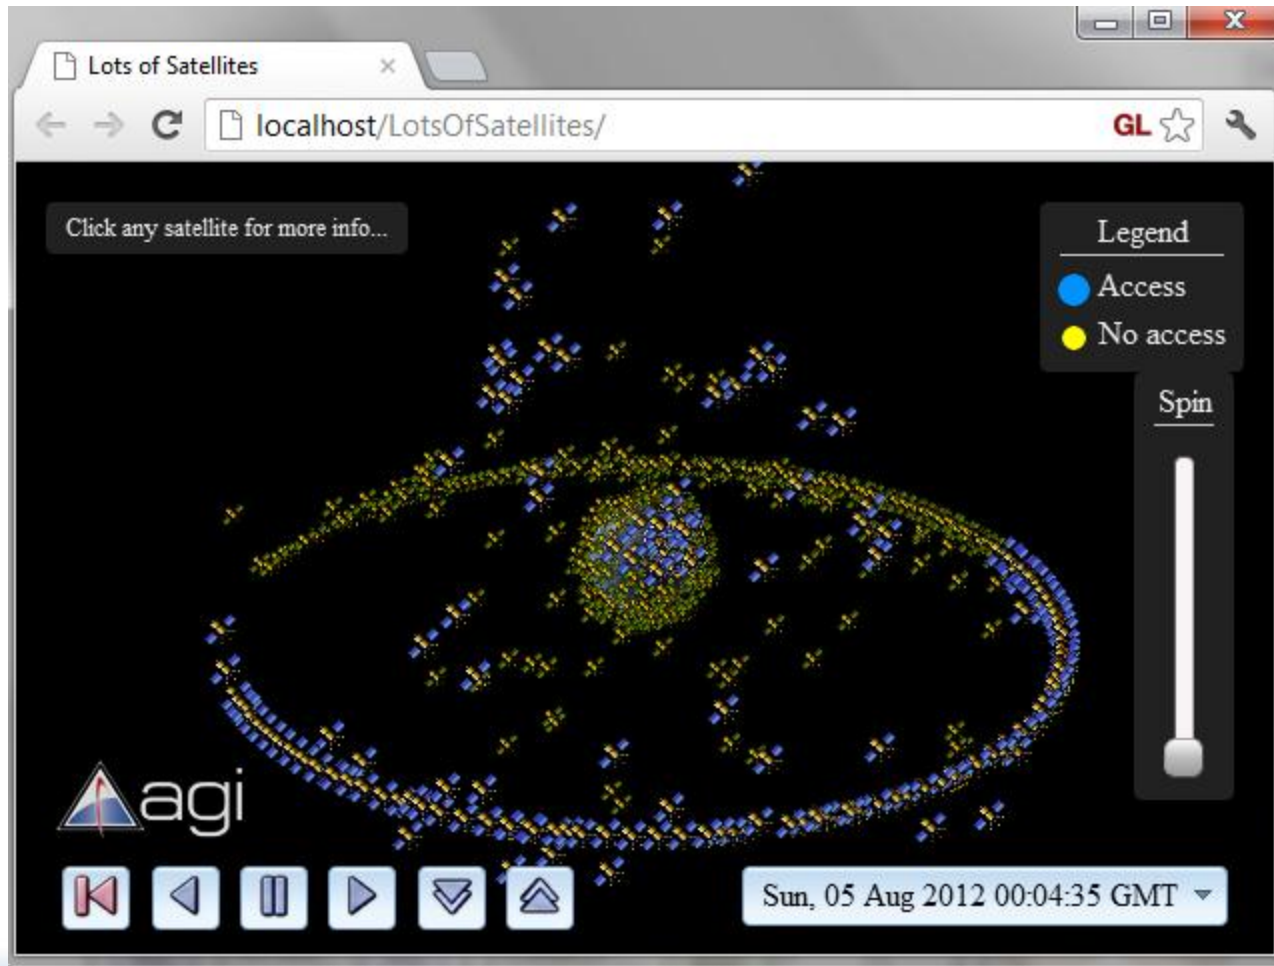 Lots of Satellites
localhost/LotsOfSatellites/
GL
Click any satellite for more info...
Legend
Access
No access
Spin
agi
Sun, 05 Aug 2012 00:04:35 GMT